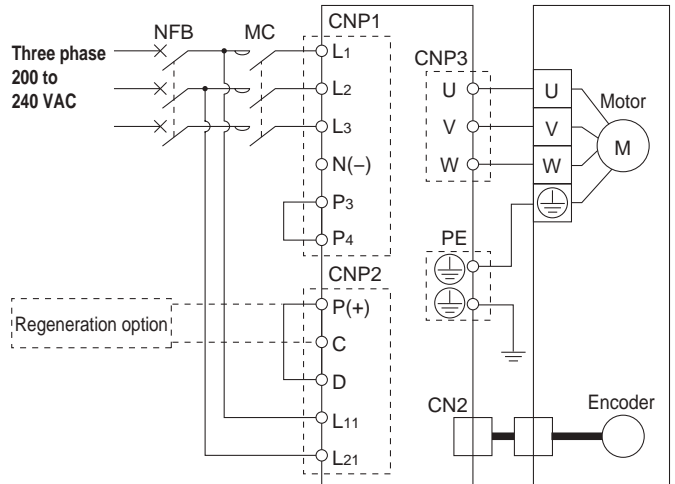 NFB MC CNP1
Three phase
200 to
240 VAC
L1
L2
L3
N(−)
P3
P4
CNP3
U U
V V
W W
Motor
M
PE
CNP2
P(+)
Regeneration option
C
D
L11
L21
CN2
Encoder